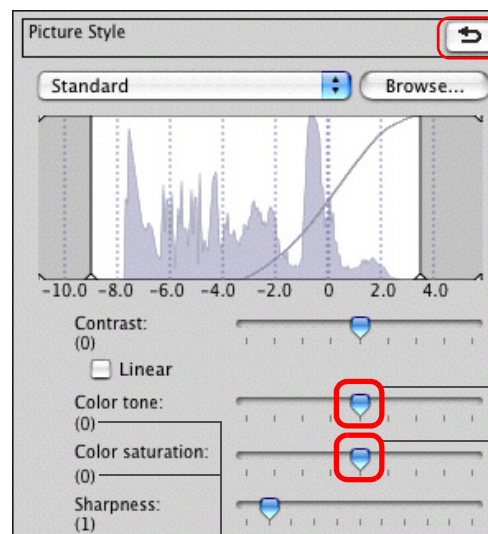 Picture Style
Standard
Browse...
-10.0 -8.0 -6.0 -4.0 -2.0 0 2.0 4.0
Contrast:
(0)
Linear
Color tone:
(0)
Color saturation:
(0)
Sharpness:
(1)